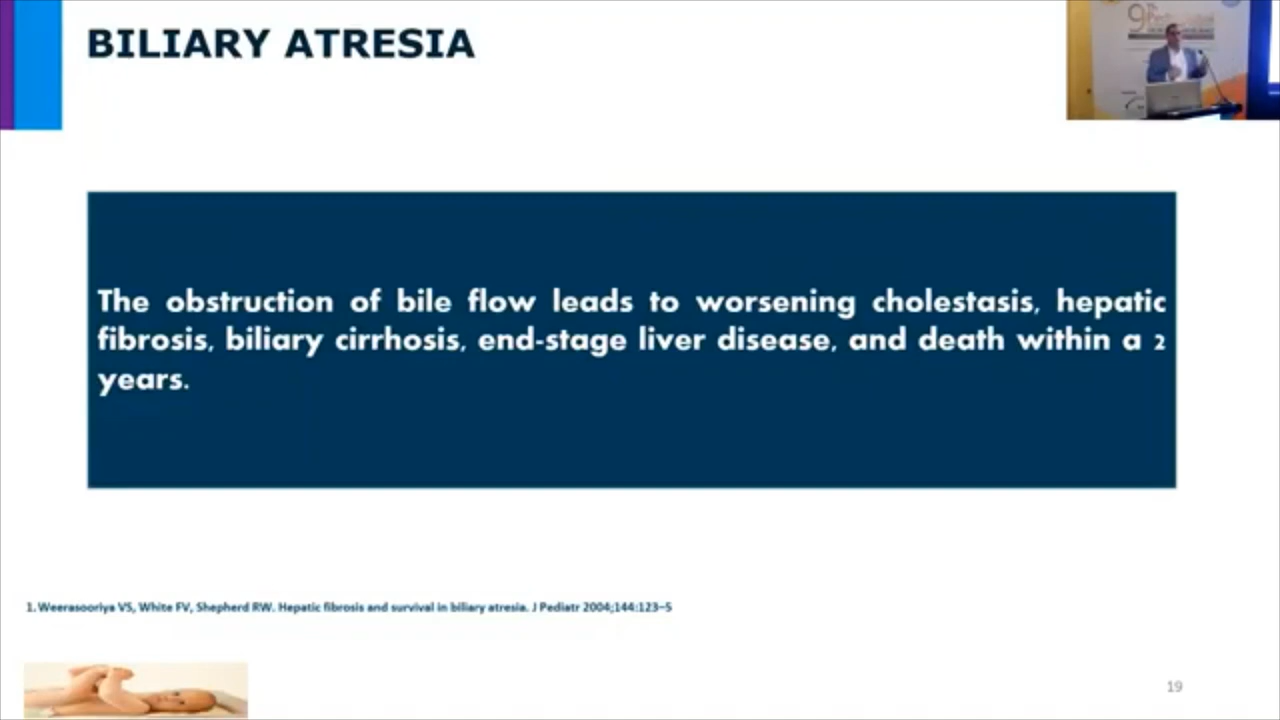 BILIARY ATRESIA
The obstruction of bile flow leads to worsening cholestasis, hepatic
fibrosis, biliary cirrhosis, end-stage liver disease, and death within a 2
years.
1. Weerasooriya VS, White FV, Shepherd RW. Hepatic fibrosis and survival in biliary atresia. J Pediatr 2004;144:123–5
19